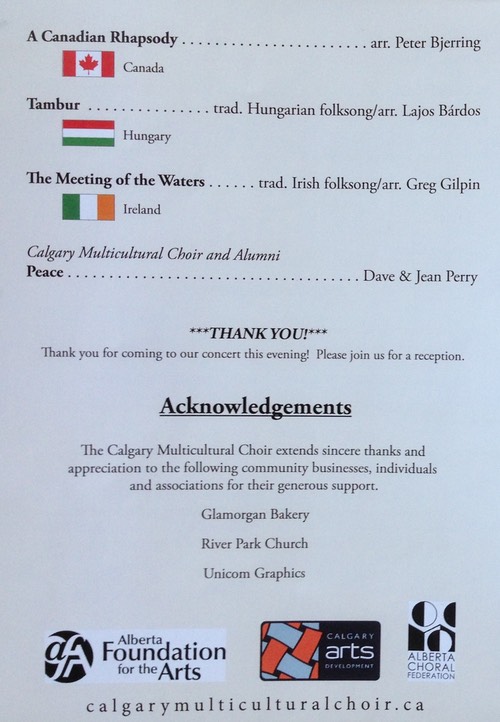 A Canadian Rhapsody . . . . . . . . . . . . . . . . . . . . . . . arr. Peter Bjerring
Canada
Tambur . . . . . . . . . . . . . . . trad. Hungarian folksong/arr. Lajos Bárdos
Hungary
The Meeting of the Waters . . . . . . trad. Irish folksong/arr. Greg Gilpin
Ireland
Calgary Multicultural Choir and Alumni
Peace . . . . . . . . . . . . . . . . . . . . . . . . . . . . . . . . . . . . Dave & Jean Perry
***THANK YOU!***
Thank you for coming to our concert this evening! Please join us for a reception.
Acknowledgements
The Calgary Multicultural Choir extends sincere thanks and
appreciation to the following community businesses, individuals
and associations for their generous support.
Glamorgan Bakery
River Park Church
Unicom Graphics
afA Alberta
Foundation
for the Arts
CALGARY
arts
DEVELOPMENT
ALBERTA
CHORAL
FEDERATION
calgarymulticulturalchoir.ca